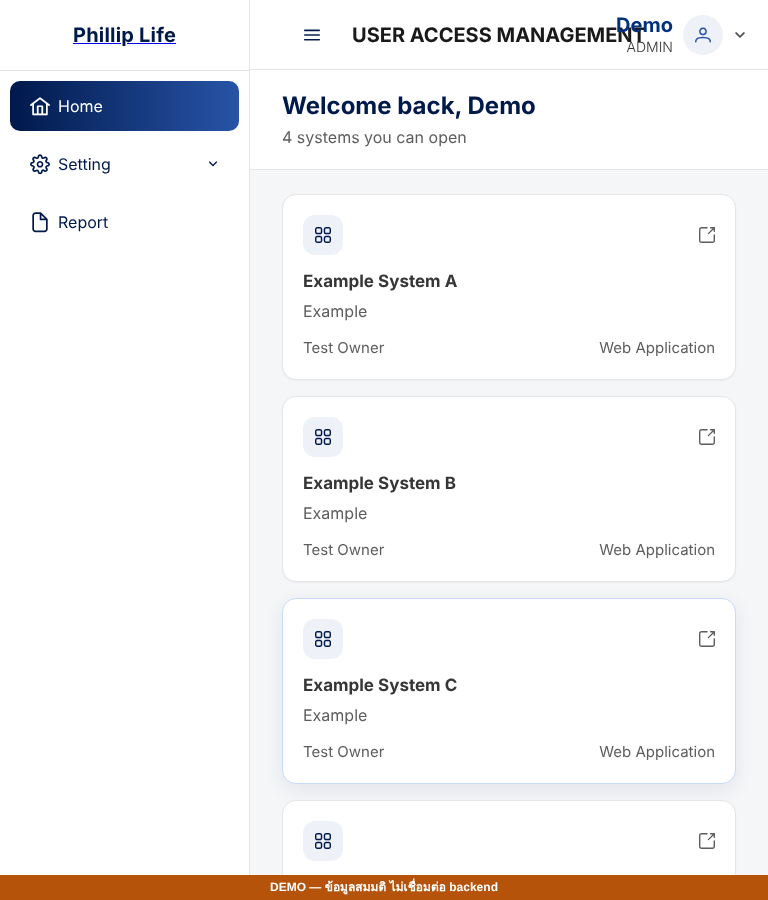 Phillip Life
USER ACCESS MANAGEMENT
Demo
ADMIN
Home
Setting
Report
Welcome back, Demo
4 systems you can open
Example System A
Example
Test Owner Web Application
Example System B
Example
Test Owner Web Application
Example System C
Example
Test Owner Web Application
DEMO — ข้อมูลสมมติ ไม่เชื่อมต่อ backend